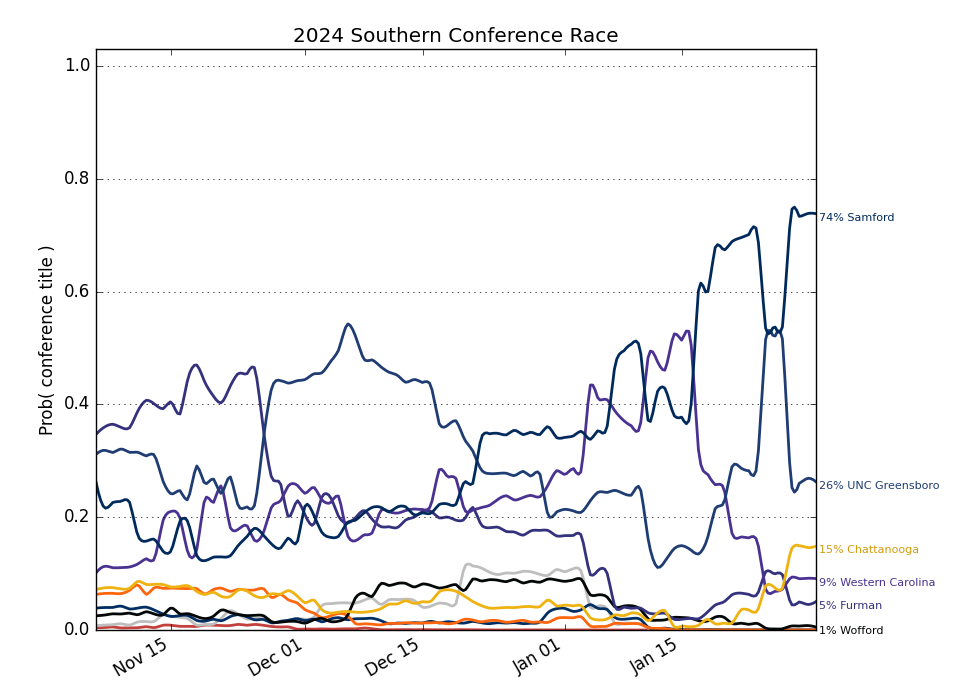 2024 Southern Conference Race
1.0
0.8
0.6
0.4
0.2
0.0
Prob( conference title )
74% Samford
26% UNC Greensboro
15% Chattanooga
9% Western Carolina
5% Furman
1% Wofford
Nov 15
Dec 01
Dec 15
Jan 01
Jan 15